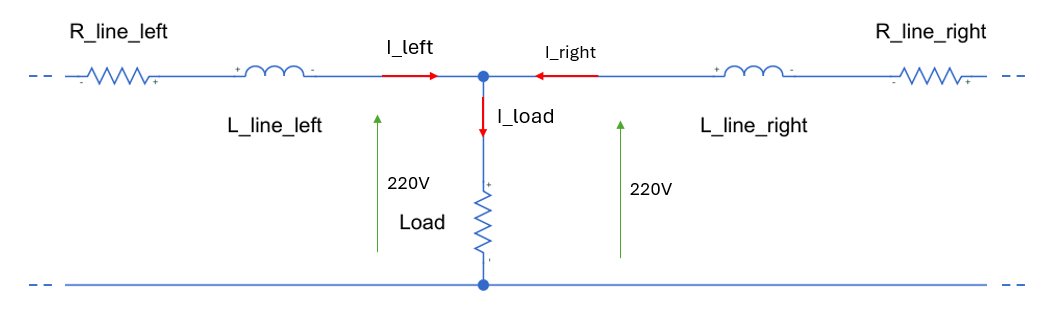 R_line_left
I_left
I_right
R_line_right
+ - + - + - - +
L_line_left
I_load
L_line_right
220V
+
220V
Load
-